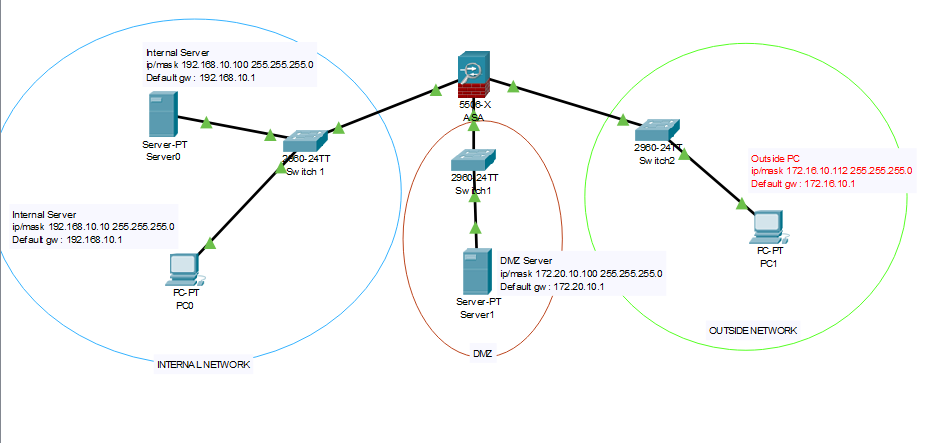 Internal Server
ip/mask 192.168.10.100 255.255.255.0
Default gw : 192.168.10.1
Server-PT
Server0
2960-24TT
Switch 1
Internal Server
ip/mask 192.168.10.10 255.255.255.0
Default gw : 192.168.10.1
PC-PT
PC0
INTERNAL NETWORK
5506-X
ASA
2960-24TT
Switch1
DMZ Server
ip/mask 172.20.10.100 255.255.255.0
Default gw : 172.20.10.1
Server-PT
Server1
DMZ
2960-24TT
Switch2
Outside PC
ip/mask 172.16.10.112 255.255.255.0
Default gw : 172.16.10.1
PC-PT
PC1
OUTSIDE NETWORK